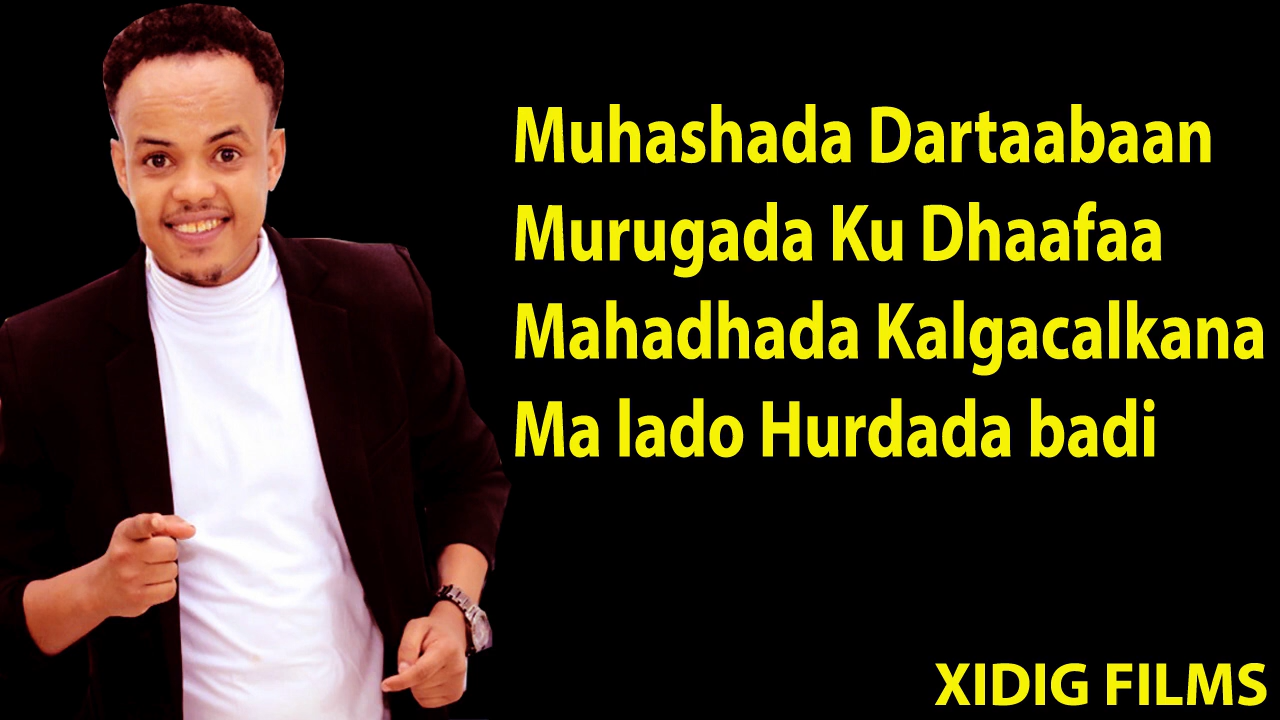 Muhashada Dartaabaan
Murugada Ku Dhaafaa
Mahadhada Kalgacalkana
Ma lado Hurdada badi
XIDIG FILMS